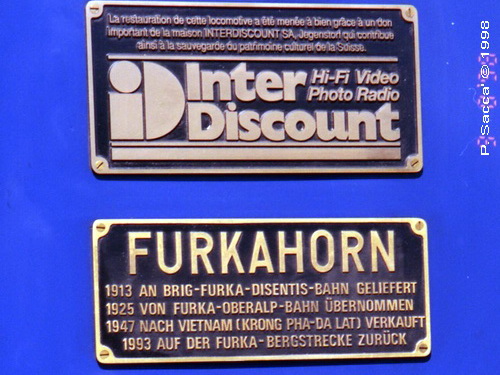 La restauration de cette locomotive a été menée à bien grâce à un don
important de la maison INTERDISCOUNT SA, Jegenstorf qui contribue
ainsi à la sauvegarde du patrimoine culturel de la Suisse.
iD Inter Discount
Hi-Fi Video
Photo Radio
FURKAHORN
1913 AN BRIG-FURKA-DISENTIS-BAHN GELIEFERT
1925 VON FURKA-OBERALP-BAHN ÜBERNOMMEN
1947 NACH VIETNAM (KRONG PHA-DA LAT) VERKAUFT
1993 AUF DER FURKA-BERGSTRECKE ZURÜCK
P. Sacca' © 1998